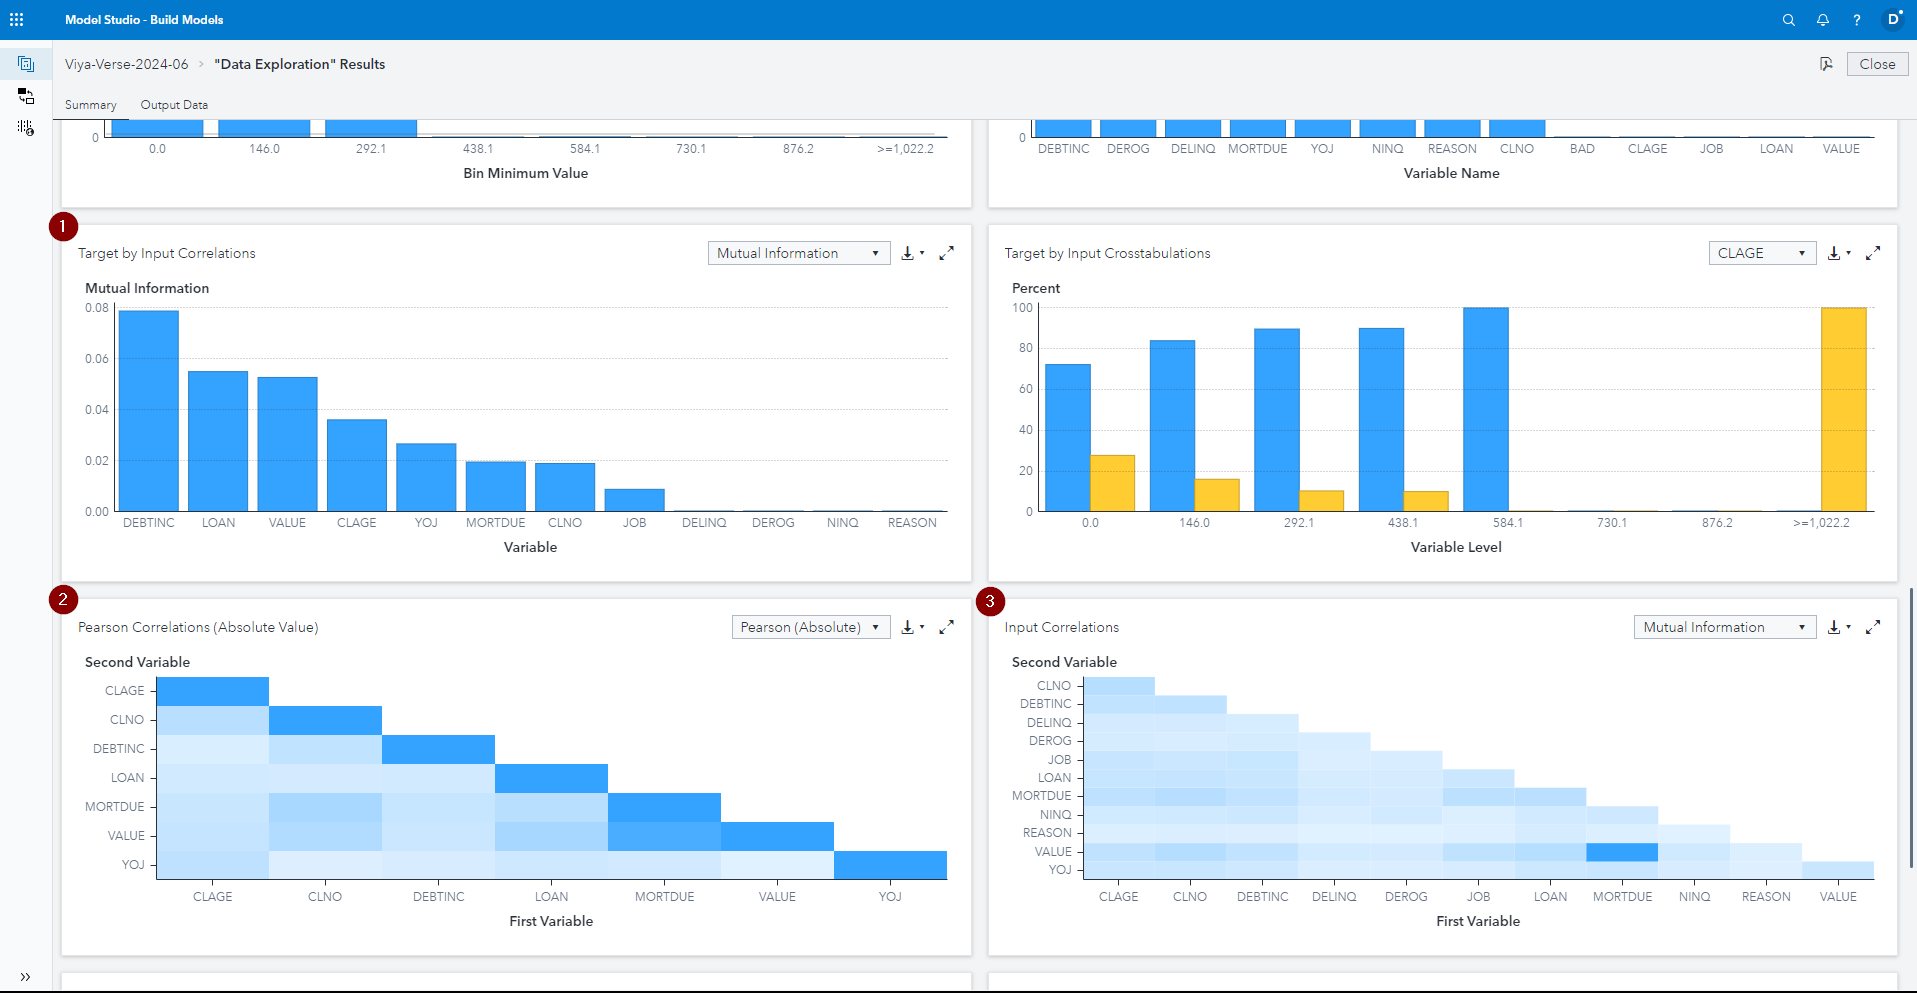 Model Studio - Build Models
?
D
Viya-Verse-2024-06 > "Data Exploration" Results
Close
Summary Output Data
0
0.0 146.0 292.1 438.1 584.1 730.1 876.2 >=1,022.2
Bin Minimum Value
0
DEBTINC DEROG DELINQ MORTDUE YOJ NINQ REASON CLNO BAD CLAGE JOB LOAN VALUE
Variable Name
1
Target by Input Correlations
Mutual Information
Mutual Information
0.08
0.06
0.04
0.02
0.00
DEBTINC LOAN VALUE CLAGE YOJ MORTDUE CLNO JOB DELINQ DEROG NINQ REASON
Variable
Target by Input Crosstabulations
CLAGE
Percent
100
80
60
40
20
0
0.0 146.0 292.1 438.1 584.1 730.1 876.2 >=1,022.2
Variable Level
2
Pearson Correlations (Absolute Value)
Pearson (Absolute)
Second Variable
CLAGE
CLNO
DEBTINC
LOAN
MORTDUE
VALUE
YOJ
CLAGE CLNO DEBTINC LOAN MORTDUE VALUE YOJ
First Variable
3
Input Correlations
Mutual Information
Second Variable
CLNO
DEBTINC
DELINQ
DEROG
JOB
LOAN
MORTDUE
NINQ
REASON
VALUE
YOJ
CLAGE CLNO DEBTINC DELINQ DEROG JOB LOAN MORTDUE NINQ REASON VALUE
First Variable